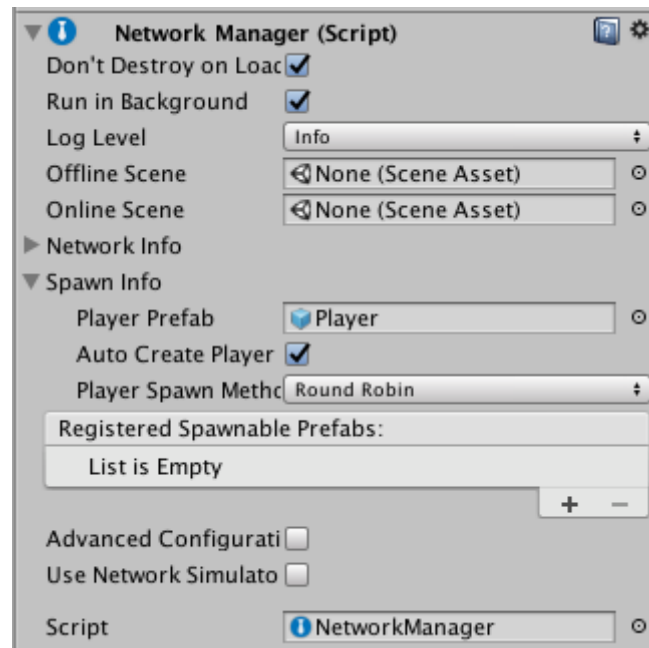 Network Manager (Script)
Don't Destroy on Loac
Run in Background
Log Level Info
Offline Scene None (Scene Asset)
Online Scene None (Scene Asset)
Network Info
Spawn Info
Player Prefab Player
Auto Create Player
Player Spawn Methc Round Robin
Registered Spawnable Prefabs:
List is Empty
+ −
Advanced Configurati
Use Network Simulato
Script NetworkManager